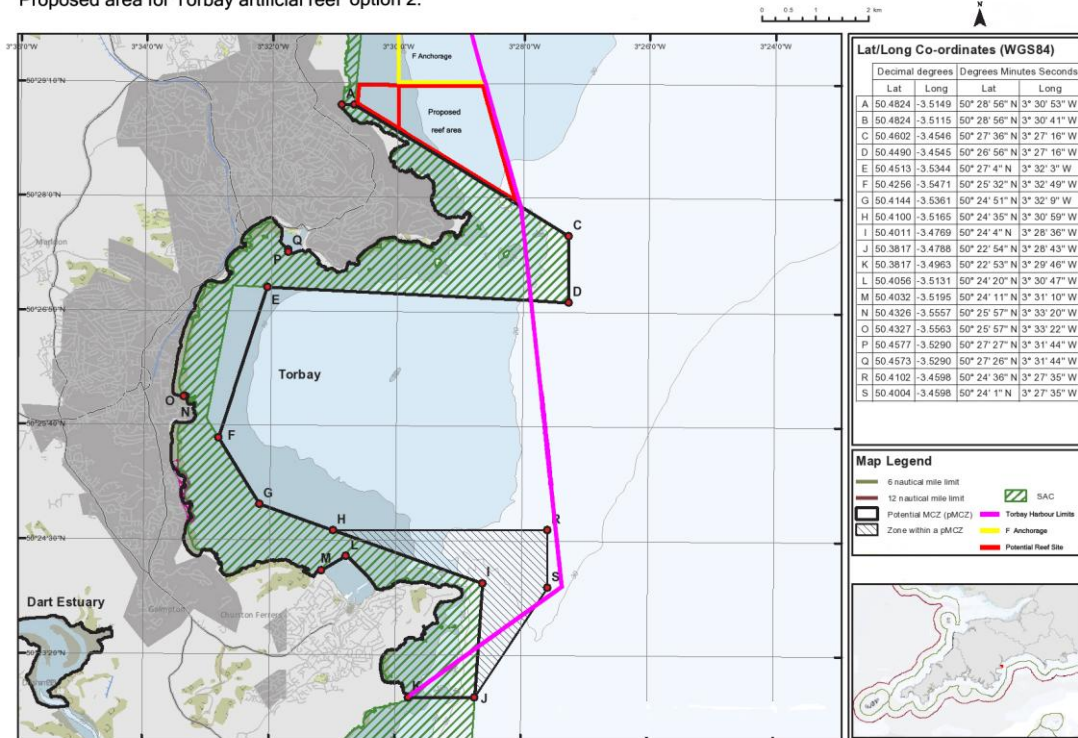 Proposed area for Torbay artificial reef option 2.
0 0.5 1 2 km
N
3°36'0"W 3°34'0"W 3°32'0"W 3°30'0"W 3°28'0"W 3°26'0"W 3°24'0"W
50°29'10"N
50°28'0"N
50°26'50"N
50°25'40"N
50°24'30"N
50°23'20"N
F Anchorage
A
Proposed
reef area
C
Q
P
D
E
Torbay
O
N
F
G
H
R
L
M
I
S
Dart Estuary
Galmpton
Churston Ferrers
K
J
Lat/Long Co-ordinates (WGS84)
Decimal degrees Degrees Minutes Seconds
Lat Long Lat Long
A 50.4824 -3.5149 50° 28' 56" N 3° 30' 53" W
B 50.4824 -3.5115 50° 28' 56" N 3° 30' 41" W
C 50.4602 -3.4546 50° 27' 36" N 3° 27' 16" W
D 50.4490 -3.4545 50° 26' 56" N 3° 27' 16" W
E 50.4513 -3.5344 50° 27' 4" N 3° 32' 3" W
F 50.4256 -3.5471 50° 25' 32" N 3° 32' 49" W
G 50.4144 -3.5361 50° 24' 51" N 3° 32' 9" W
H 50.4100 -3.5165 50° 24' 35" N 3° 30' 59" W
I 50.4011 -3.4769 50° 24' 4" N 3° 28' 36" W
J 50.3817 -3.4788 50° 22' 54" N 3° 28' 43" W
K 50.3817 -3.4963 50° 22' 53" N 3° 29' 46" W
L 50.4056 -3.5131 50° 24' 20" N 3° 30' 47" W
M 50.4032 -3.5195 50° 24' 11" N 3° 31' 10" W
N 50.4326 -3.5557 50° 25' 57" N 3° 33' 20" W
O 50.4327 -3.5563 50° 25' 57" N 3° 33' 22" W
P 50.4577 -3.5290 50° 27' 27" N 3° 31' 44" W
Q 50.4573 -3.5290 50° 27' 26" N 3° 31' 44" W
R 50.4102 -3.4598 50° 24' 36" N 3° 27' 35" W
S 50.4004 -3.4598 50° 24' 1" N 3° 27' 35" W
Map Legend
6 nautical mile limit
12 nautical mile limit
Potential MCZ (pMCZ)
Zone within a pMCZ
SAC
Torbay Harbour Limits
F Anchorage
Potential Reef Site